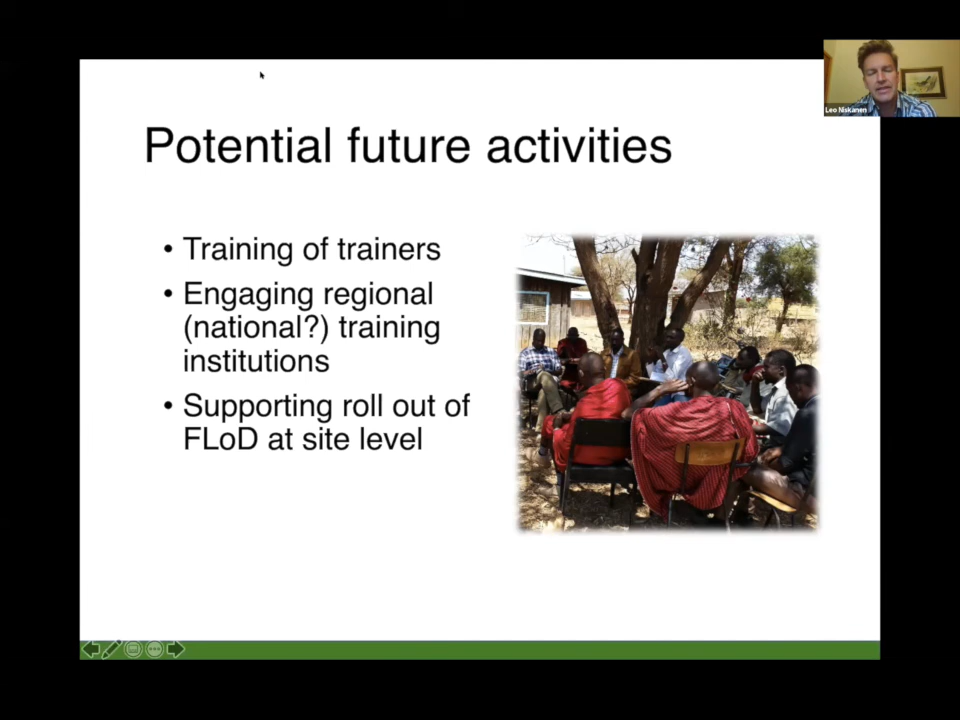 Leo Niskanen
Potential future activities
• Training of trainers
• Engaging regional
(national?) training
institutions
• Supporting roll out of
FLoD at site level